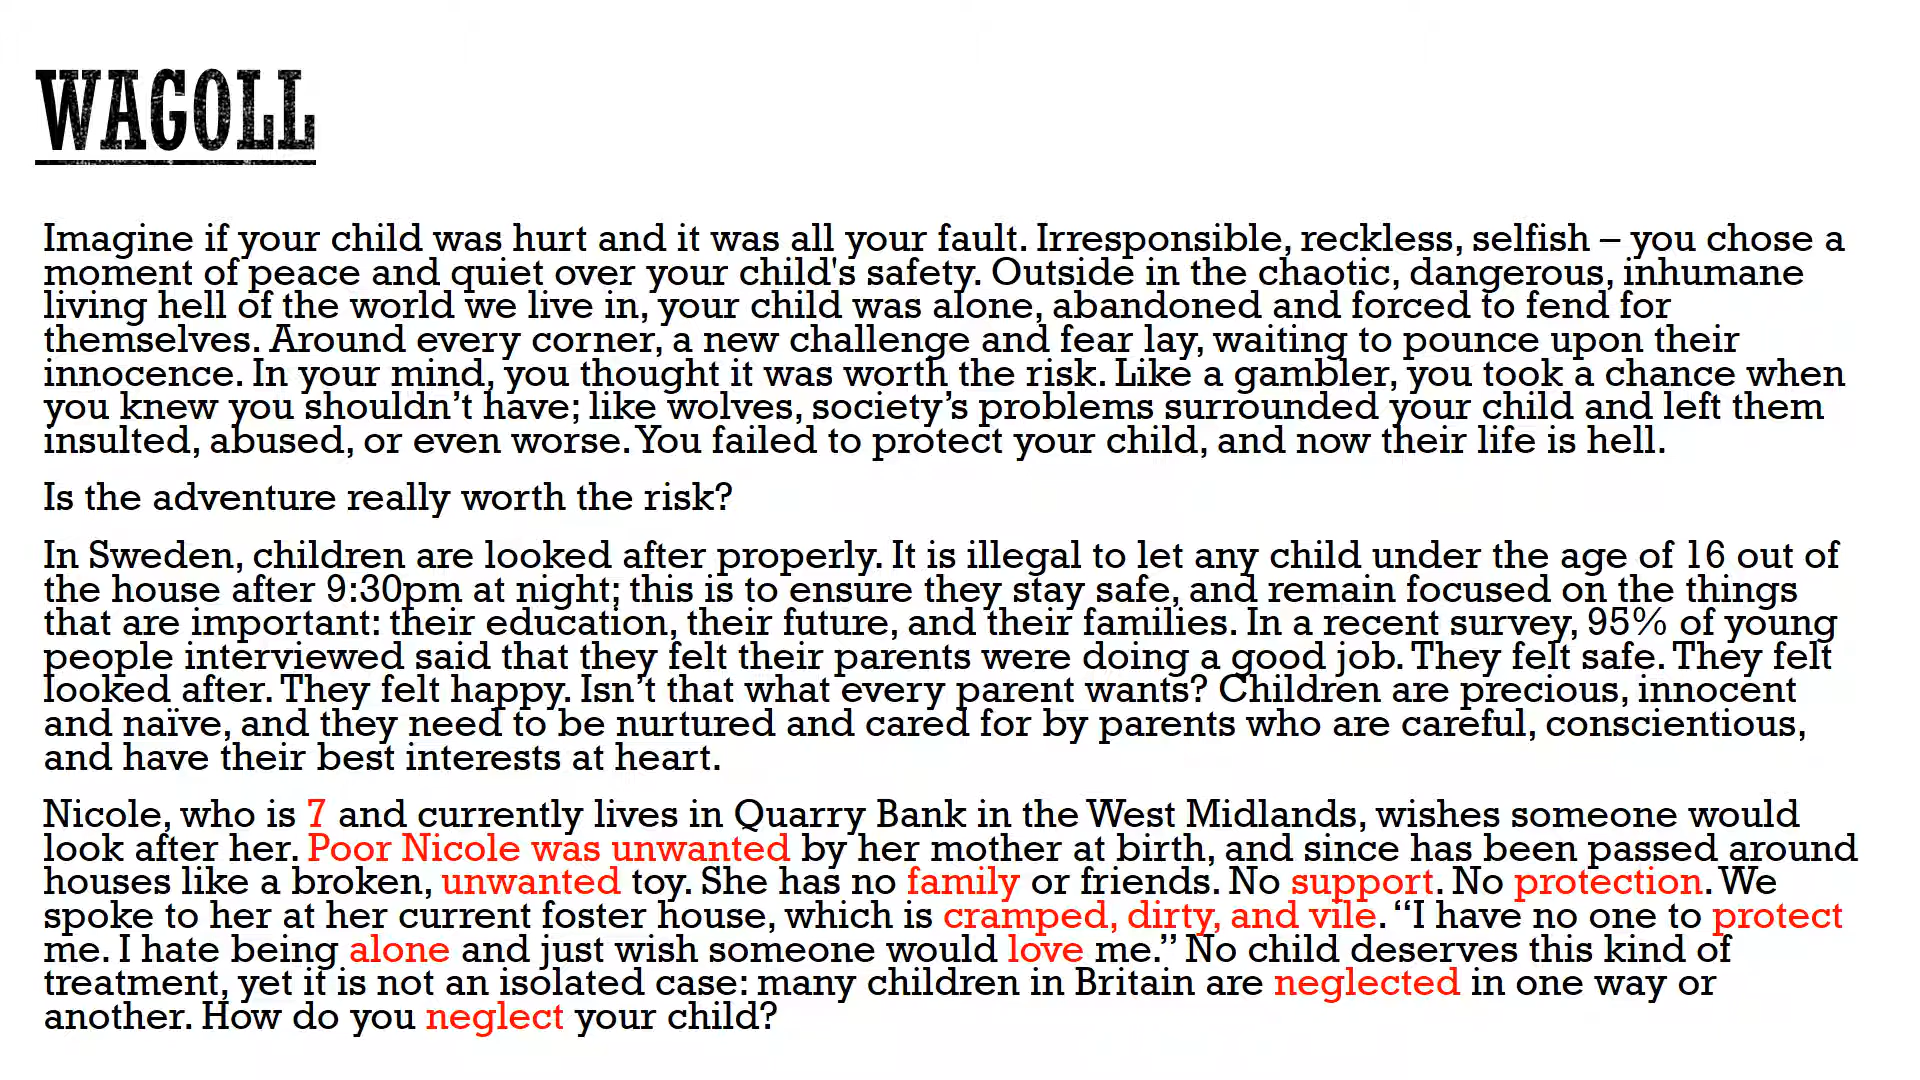 WAGOLL
Imagine if your child was hurt and it was all your fault. Irresponsible, reckless, selfish – you chose a
moment of peace and quiet over your child's safety. Outside in the chaotic, dangerous, inhumane
living hell of the world we live in, your child was alone, abandoned and forced to fend for
themselves. Around every corner, a new challenge and fear lay, waiting to pounce upon their
innocence. In your mind, you thought it was worth the risk. Like a gambler, you took a chance when
you knew you shouldn’t have; like wolves, society’s problems surrounded your child and left them
insulted, abused, or even worse. You failed to protect your child, and now their life is hell.
Is the adventure really worth the risk?
In Sweden, children are looked after properly. It is illegal to let any child under the age of 16 out of
the house after 9:30pm at night; this is to ensure they stay safe, and remain focused on the things
that are important: their education, their future, and their families. In a recent survey, 95% of young
people interviewed said that they felt their parents were doing a good job. They felt safe. They felt
looked after. They felt happy. Isn’t that what every parent wants? Children are precious, innocent
and naïve, and they need to be nurtured and cared for by parents who are careful, conscientious,
and have their best interests at heart.
Nicole, who is 7 and currently lives in Quarry Bank in the West Midlands, wishes someone would
look after her. Poor Nicole was unwanted by her mother at birth, and since has been passed around
houses like a broken, unwanted toy. She has no family or friends. No support. No protection. We
spoke to her at her current foster house, which is cramped, dirty, and vile. “I have no one to protect
me. I hate being alone and just wish someone would love me.” No child deserves this kind of
treatment, yet it is not an isolated case: many children in Britain are neglected in one way or
another. How do you neglect your child?